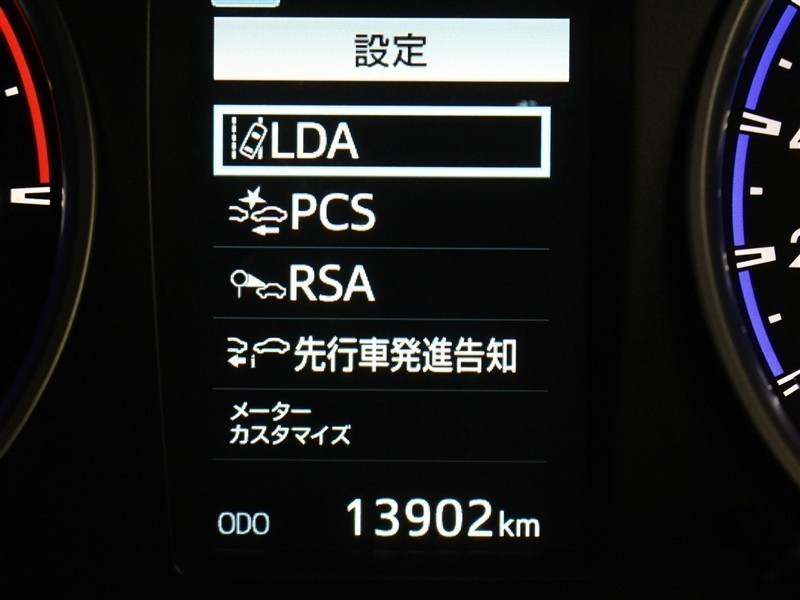 設定
LDA
PCS
RSA
先行車発進告知
メーター
カスタマイズ
ODO 13902km